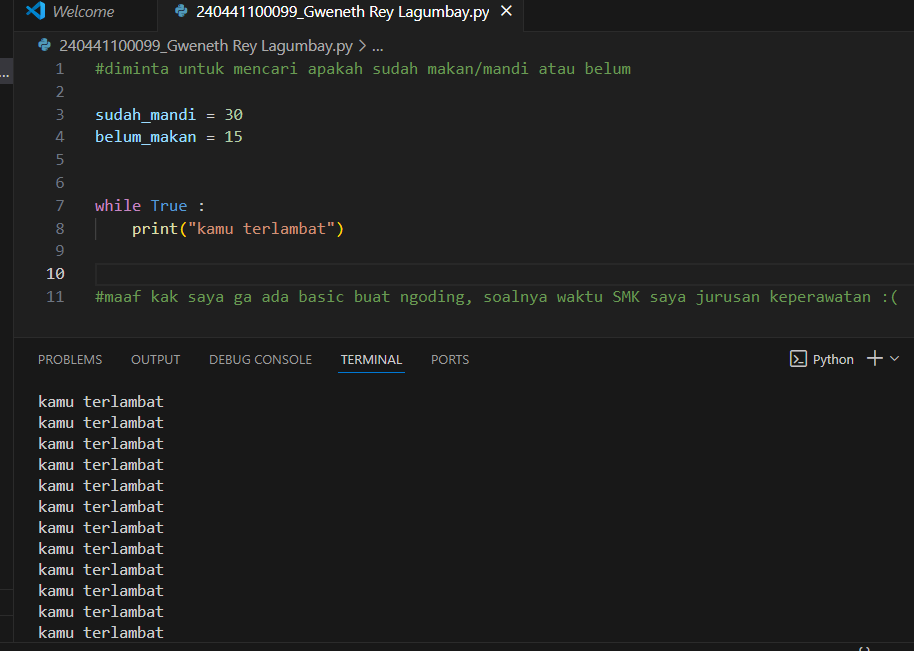 Welcome
240441100099_Gweneth Rey Lagumbay.py
240441100099_Gweneth Rey Lagumbay.py > ...
...
1 #diminta untuk mencari apakah sudah makan/mandi atau belum
2
3 sudah_mandi = 30
4 belum_makan = 15
5
6
7 while True :
8 print("kamu terlambat")
9
10
11 #maaf kak saya ga ada basic buat ngoding, soalnya waktu SMK saya jurusan keperawatan :(
PROBLEMS OUTPUT DEBUG CONSOLE TERMINAL PORTS Python
kamu terlambat
kamu terlambat
kamu terlambat
kamu terlambat
kamu terlambat
kamu terlambat
kamu terlambat
kamu terlambat
kamu terlambat
kamu terlambat
kamu terlambat
kamu terlambat